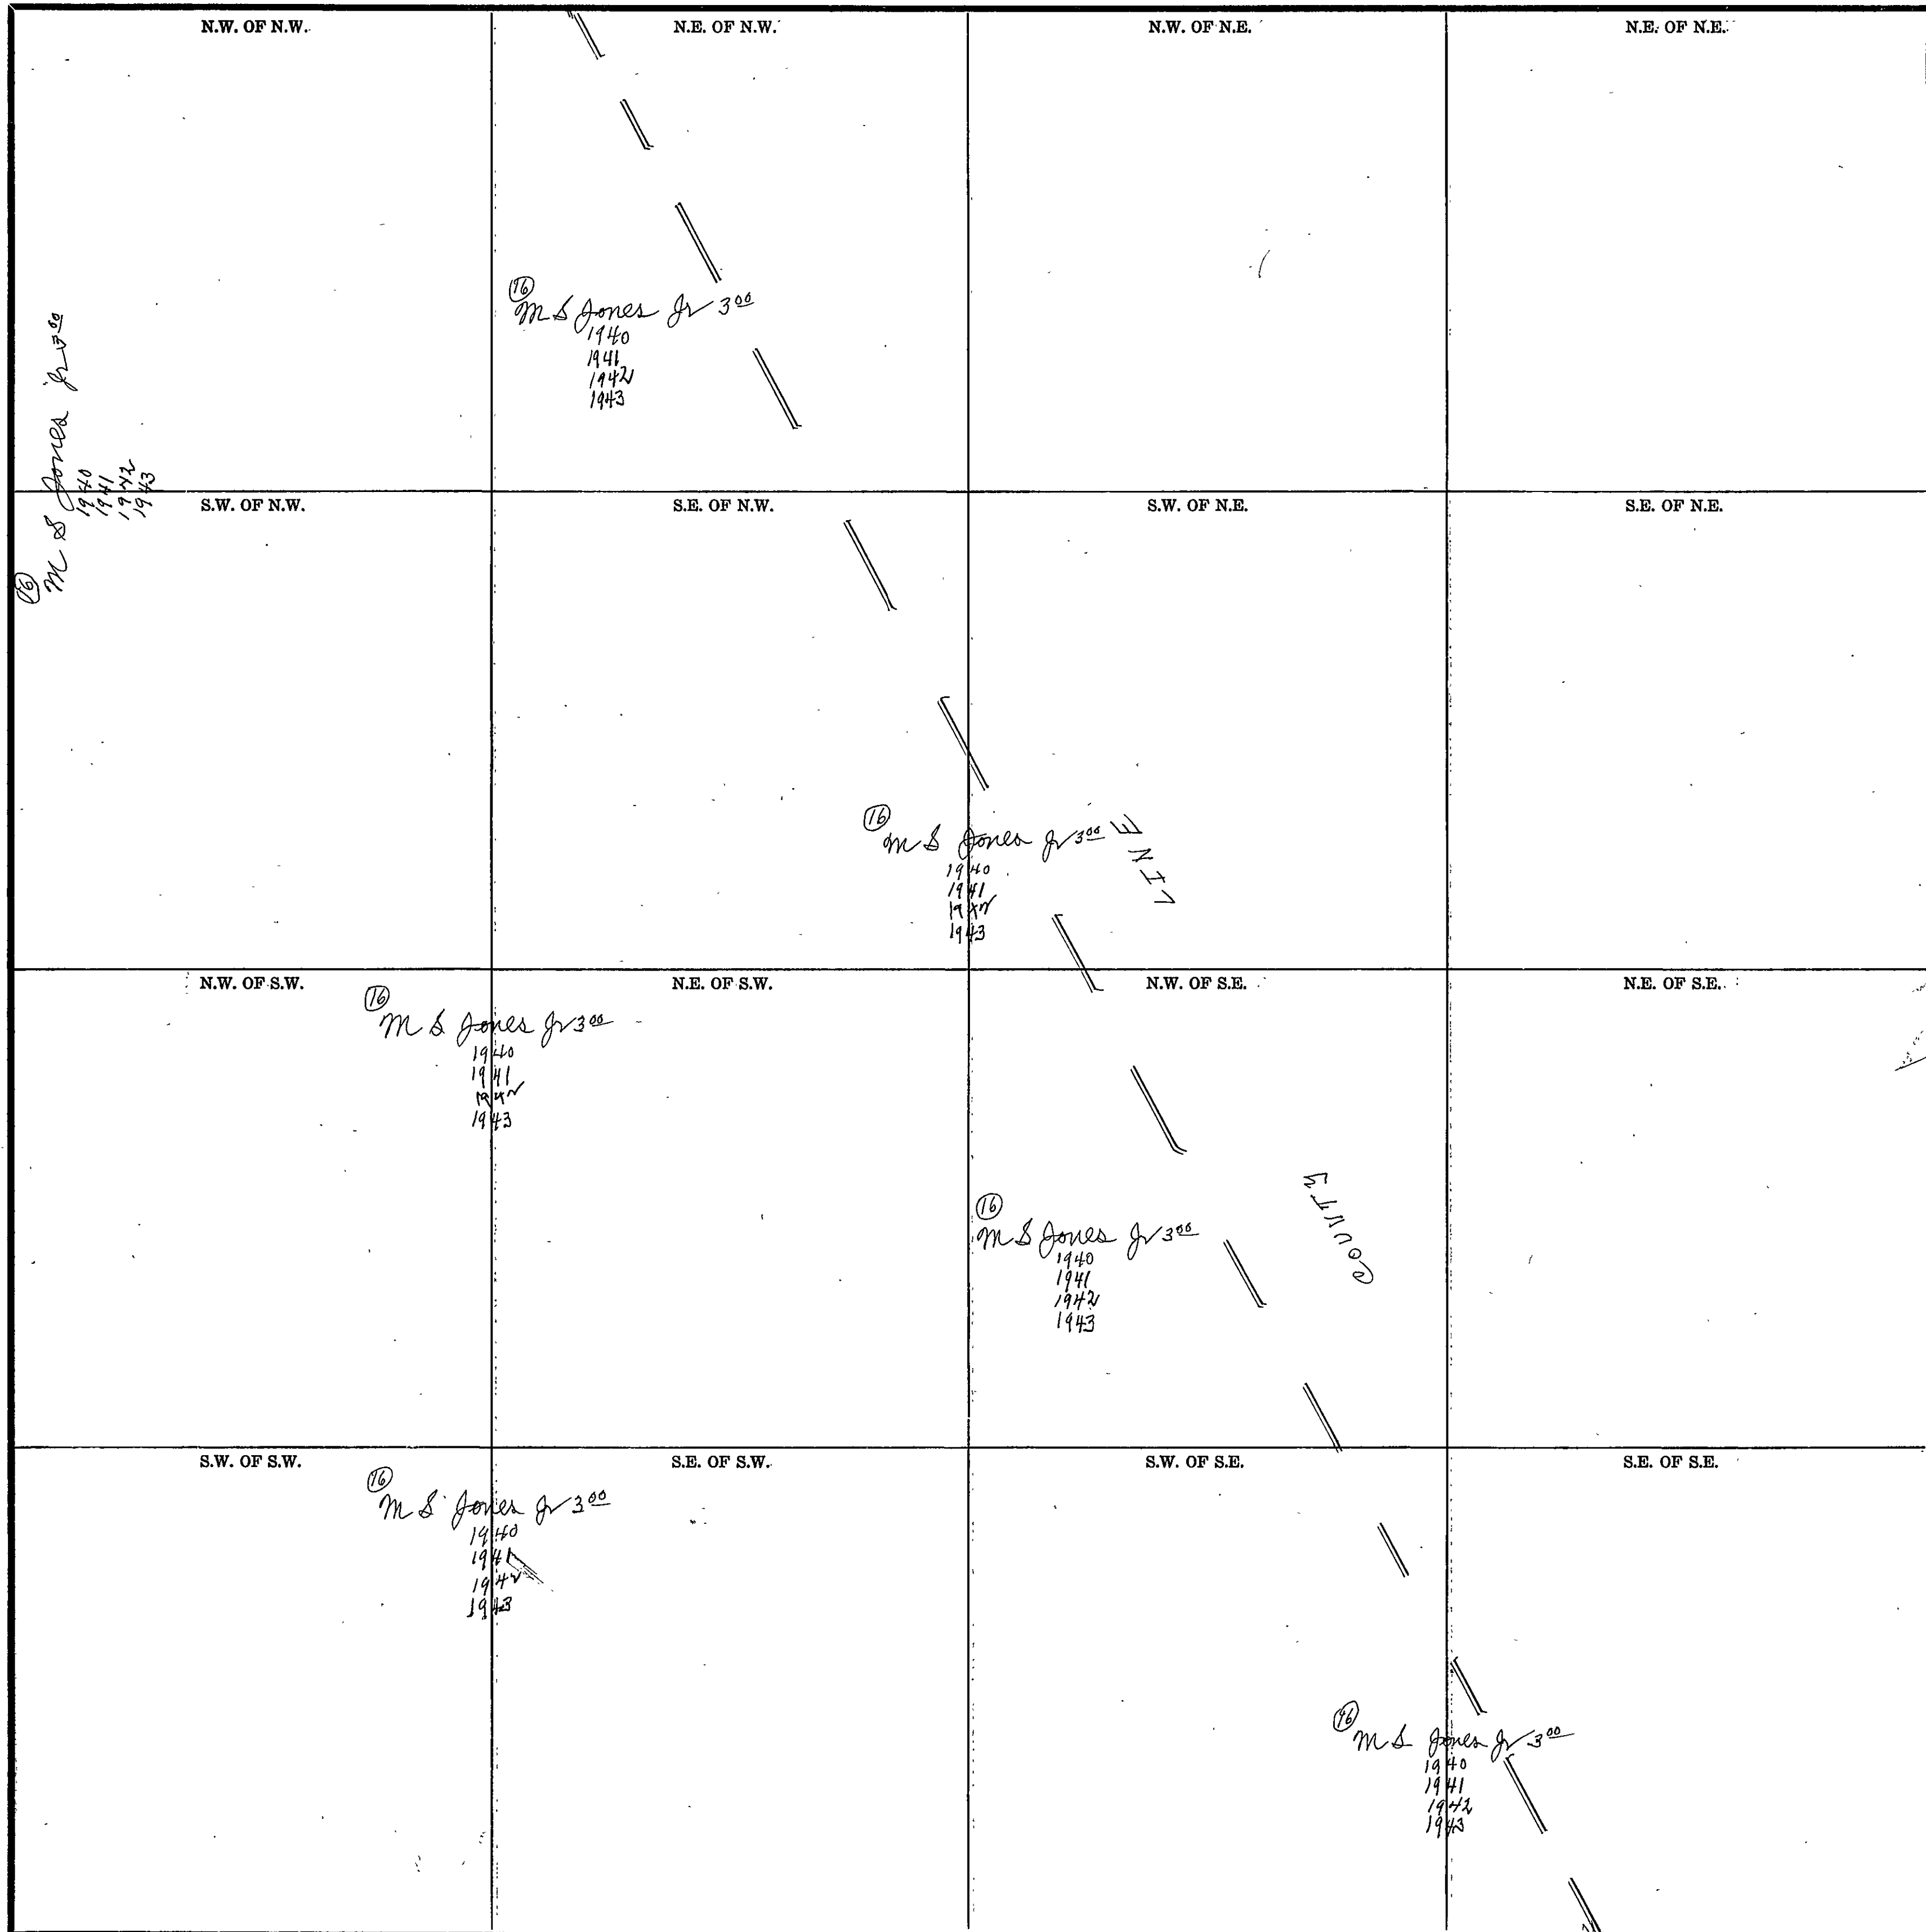 N.W. OF N.W.
N.E. OF N.W.
N.W. OF N.E.
N.E. OF N.E.
16
M S Jones Jr 3 00
1940
1941
1942
1943
16
M S Jones Jr 3 00
1940
1941
1942
1943
S.W. OF N.W.
S.E. OF N.W.
S.W. OF N.E.
S.E. OF N.E.
16
M S Jones Jr 3 00
1940
1941
1942
1943
LINE
N.W. OF S.W.
N.E. OF S.W.
N.W. OF S.E.
N.E. OF S.E.
16
M S Jones Jr 3 00
1940
1941
1942
1943
16
M S Jones Jr 3 00
1940
1941
1942
1943
COUNTY
S.W. OF S.W.
S.E. OF S.W.
S.W. OF S.E.
S.E. OF S.E.
16
M S Jones Jr 3 00
1940
1941
1942
1943
16
M S Jones Jr 3 00
1940
1941
1942
1943